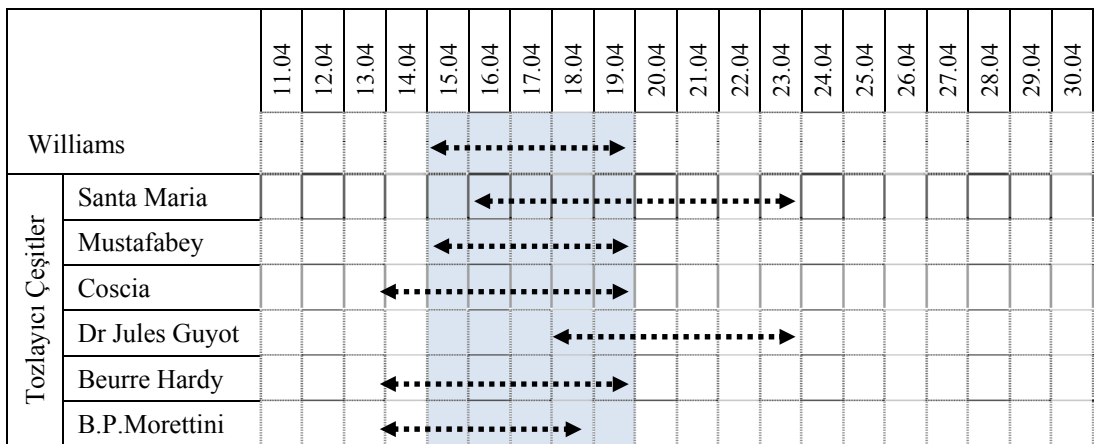 11.04 12.04 13.04 14.04 15.04 16.04 17.04 18.04 19.04 20.04 21.04 22.04 23.04 24.04 25.04 26.04 27.04 28.04 29.04 30.04
Williams
Tozlayıcı Çeşitler
Santa Maria
Mustafabey
Coscia
Dr Jules Guyot
Beurre Hardy
B.P.Morettini